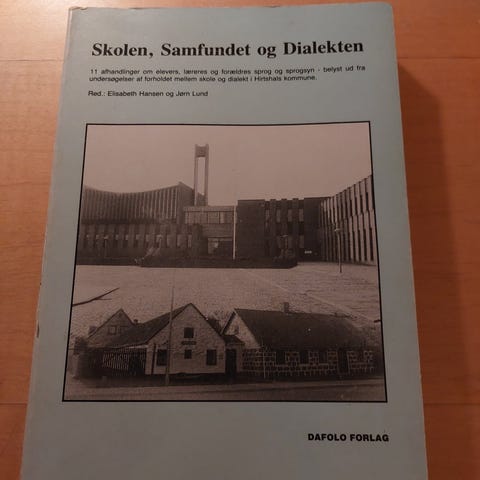 Skolen, Samfundet og Dialekten
11 afhandlinger om elevers, læreres og forældres sprog og sprogsyn - belyst ud fra
undersøgelser af forholdet mellem skole og dialekt i Hirtshals kommune.
Red.: Elisabeth Hansen og Jørn Lund
DAFOLO FORLAG